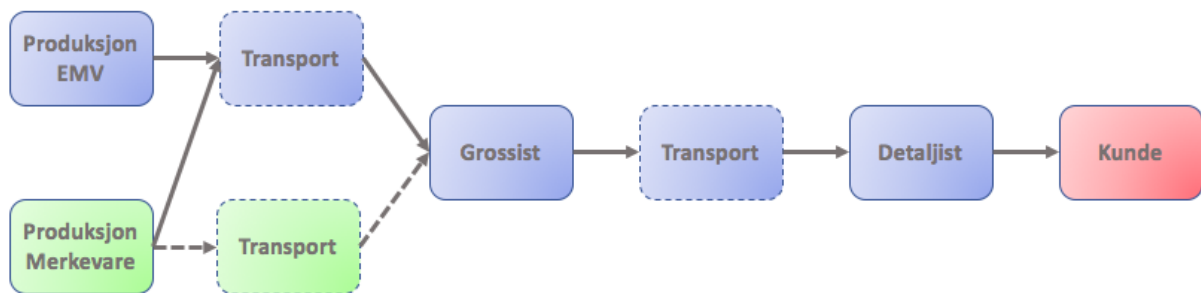 Produksjon
EMV
Transport
Grossist
Transport
Detaljist
Kunde
Produksjon
Merkevare
Transport